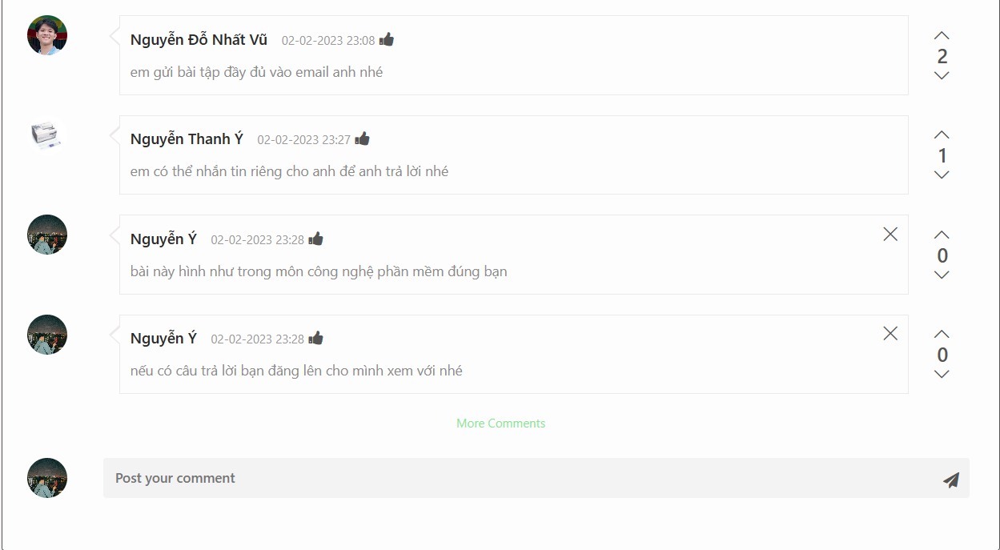 Nguyễn Đỗ Nhất Vũ 02-02-2023 23:08
2
em gửi bài tập đầy đủ vào email anh nhé
Nguyễn Thanh Ý 02-02-2023 23:27
1
em có thể nhắn tin riêng cho anh để anh trả lời nhé
Nguyễn Ý 02-02-2023 23:28
0
bài này hình như trong môn công nghệ phần mềm đúng bạn
Nguyễn Ý 02-02-2023 23:28
0
nếu có câu trả lời bạn đăng lên cho mình xem với nhé
More Comments
Post your comment